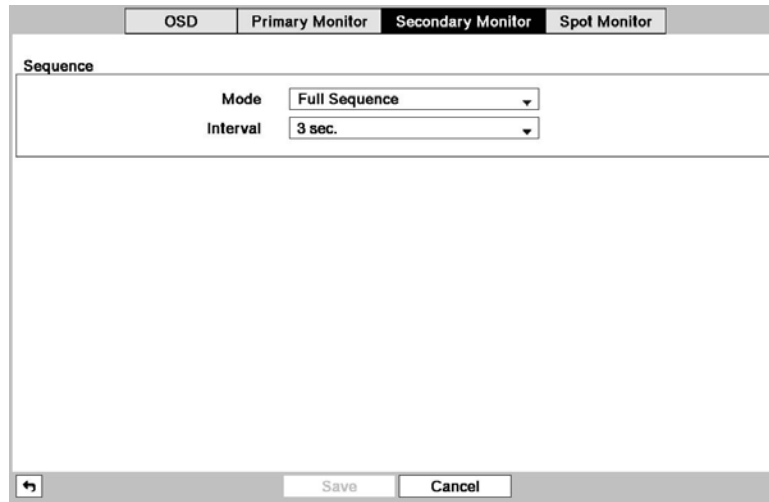 OSD Primary Monitor Secondary Monitor Spot Monitor
Sequence
Mode Full Sequence
Interval 3 sec.
Save Cancel